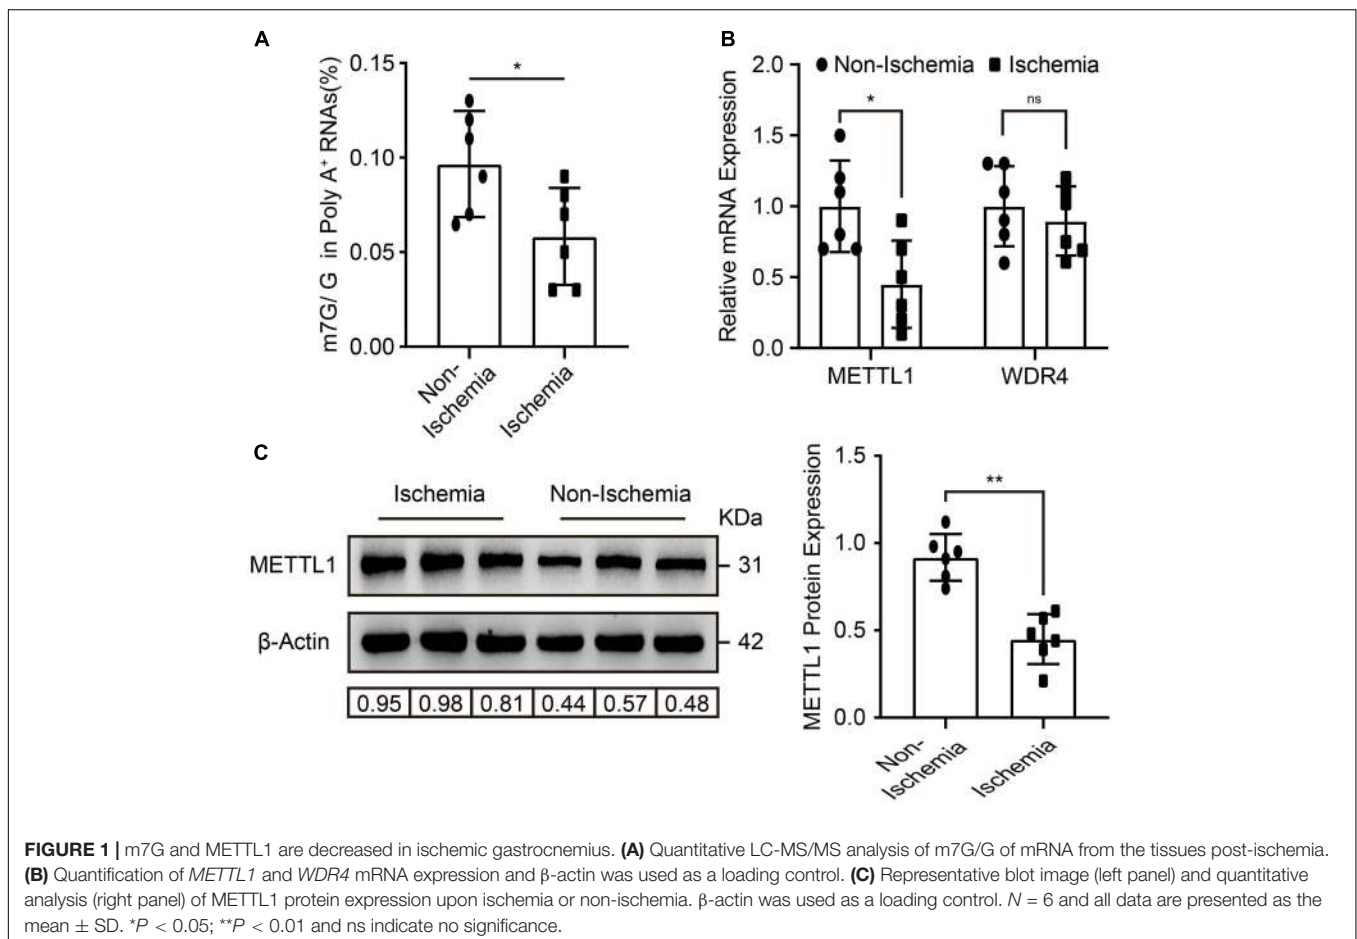 A
m7G/ G in Poly A⁺ RNAs(%)
0.15
0.10
0.05
0.00
*
Non-
Ischemia
Ischemia
B
Relative mRNA Expression
2.0
1.5
1.0
0.5
0.0
Non-Ischemia Ischemia
*
ns
METTL1 WDR4
C
Ischemia Non-Ischemia
KDa
METTL1 31
β-Actin 42
0.95 0.98 0.81 0.44 0.57 0.48
METTL1 Protein Expression
1.5
1.0
0.5
0.0
**
Non-
Ischemia
Ischemia
FIGURE 1 | m7G and METTL1 are decreased in ischemic gastrocnemius. (A) Quantitative LC-MS/MS analysis of m7G/G of mRNA from the tissues post-ischemia.
(B) Quantification of METTL1 and WDR4 mRNA expression and β-actin was used as a loading control. (C) Representative blot image (left panel) and quantitative
analysis (right panel) of METTL1 protein expression upon ischemia or non-ischemia. β-actin was used as a loading control. N = 6 and all data are presented as the
mean ± SD. *P < 0.05; **P < 0.01 and ns indicate no significance.